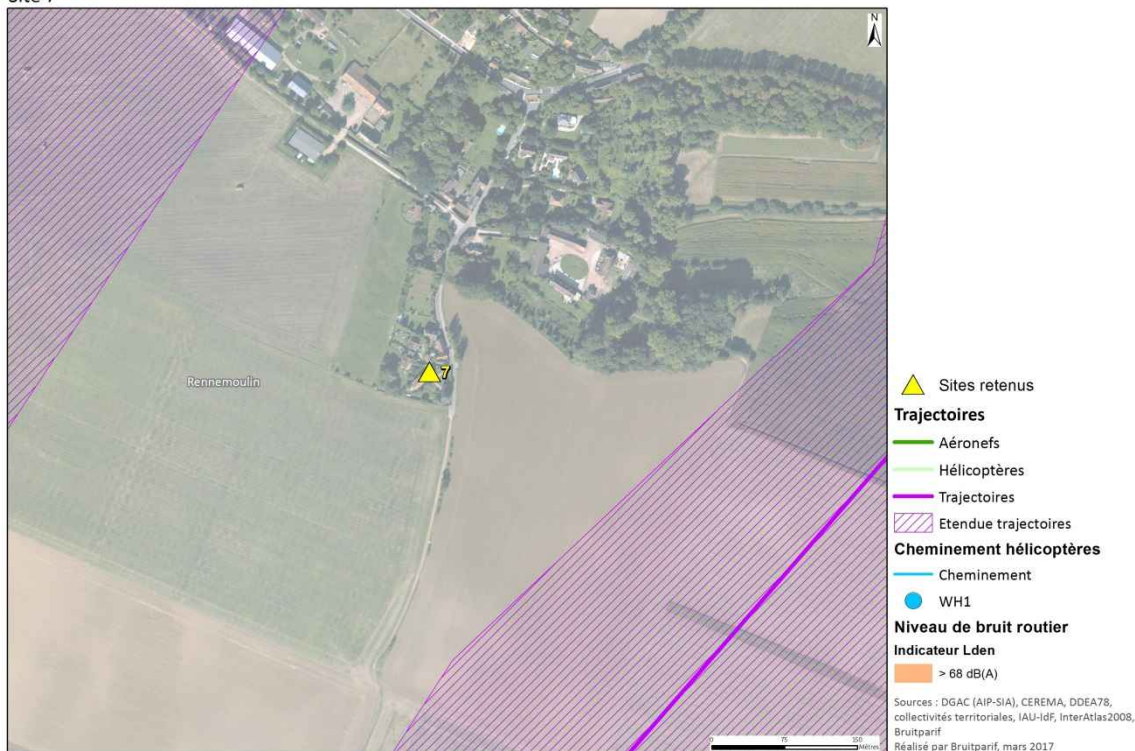 Site 7
N
7
Rennemoulin
0 75 150
Mètres
Sites retenus
Trajectoires
Aéronefs
Hélicoptères
Trajectoires
Etendue trajectoires
Cheminement hélicoptères
Cheminement
WH1
Niveau de bruit routier
Indicateur Lden
> 68 dB(A)
Sources : DGAC (AIP-SIA), CEREMA, DDEA78,
collectivités territoriales, IAU-IdF, InterAtlas2008,
Bruitparif
Réalisé par Bruitparif, mars 2017